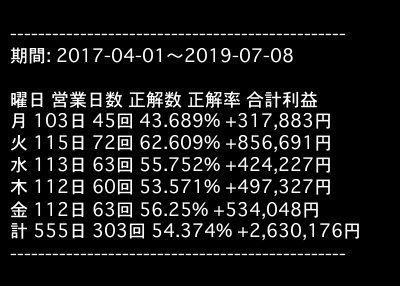 ------------------------------------------------
期間: 2017-04-01～2019-07-08
曜日 営業日数 正解数 正解率 合計利益
月 103日 45回 43.689% +317,883円
火 115日 72回 62.609% +856,691円
水 113日 63回 55.752% +424,227円
木 112日 60回 53.571% +497,327円
金 112日 63回 56.25% +534,048円
計 555日 303回 54.374% +2,630,176円
------------------------------------------------